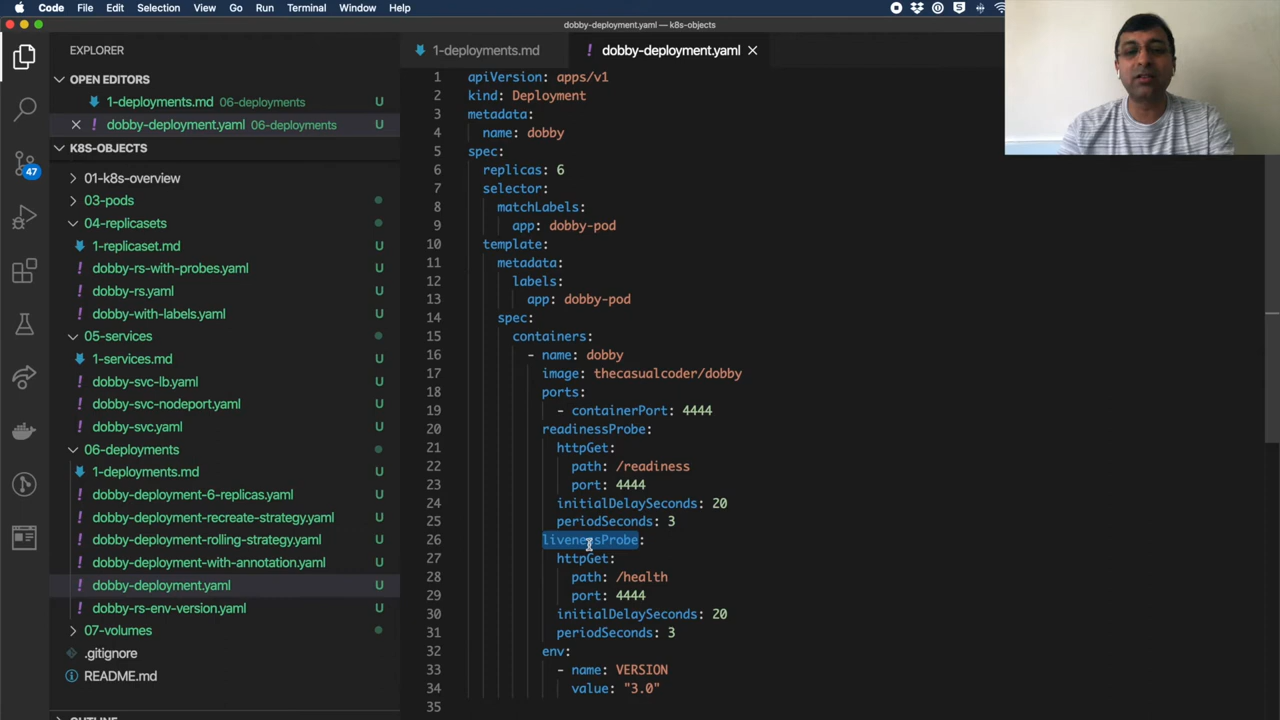 Code File Edit Selection View Go Run Terminal Window Help
dobby-deployment.yaml — k8s-objects
EXPLORER
1-deployments.md
! dobby-deployment.yaml
OPEN EDITORS
1-deployments.md 06-deployments U
! dobby-deployment.yaml 06-deployments U
K8S-OBJECTS
01-k8s-overview
03-pods
04-replicasets
1-replicaset.md U
! dobby-rs-with-probes.yaml U
! dobby-rs.yaml U
! dobby-with-labels.yaml U
05-services
1-services.md U
! dobby-svc-lb.yaml U
! dobby-svc-nodeport.yaml U
! dobby-svc.yaml U
06-deployments
1-deployments.md U
! dobby-deployment-6-replicas.yaml U
! dobby-deployment-recreate-strategy.yaml U
! dobby-deployment-rolling-strategy.yaml U
! dobby-deployment-with-annotation.yaml U
! dobby-deployment.yaml U
! dobby-rs-env-version.yaml U
07-volumes
.gitignore
README.md
OUTLINE
47
1 apiVersion: apps/v1
2 kind: Deployment
3 metadata:
4 name: dobby
5 spec:
6 replicas: 6
7 selector:
8 matchLabels:
9 app: dobby-pod
10 template:
11 metadata:
12 labels:
13 app: dobby-pod
14 spec:
15 containers:
16 - name: dobby
17 image: thecasualcoder/dobby
18 ports:
19 - containerPort: 4444
20 readinessProbe:
21 httpGet:
22 path: /readiness
23 port: 4444
24 initialDelaySeconds: 20
25 periodSeconds: 3
26 livenessProbe:
27 httpGet:
28 path: /health
29 port: 4444
30 initialDelaySeconds: 20
31 periodSeconds: 3
32 env:
33 - name: VERSION
34 value: "3.0"
35